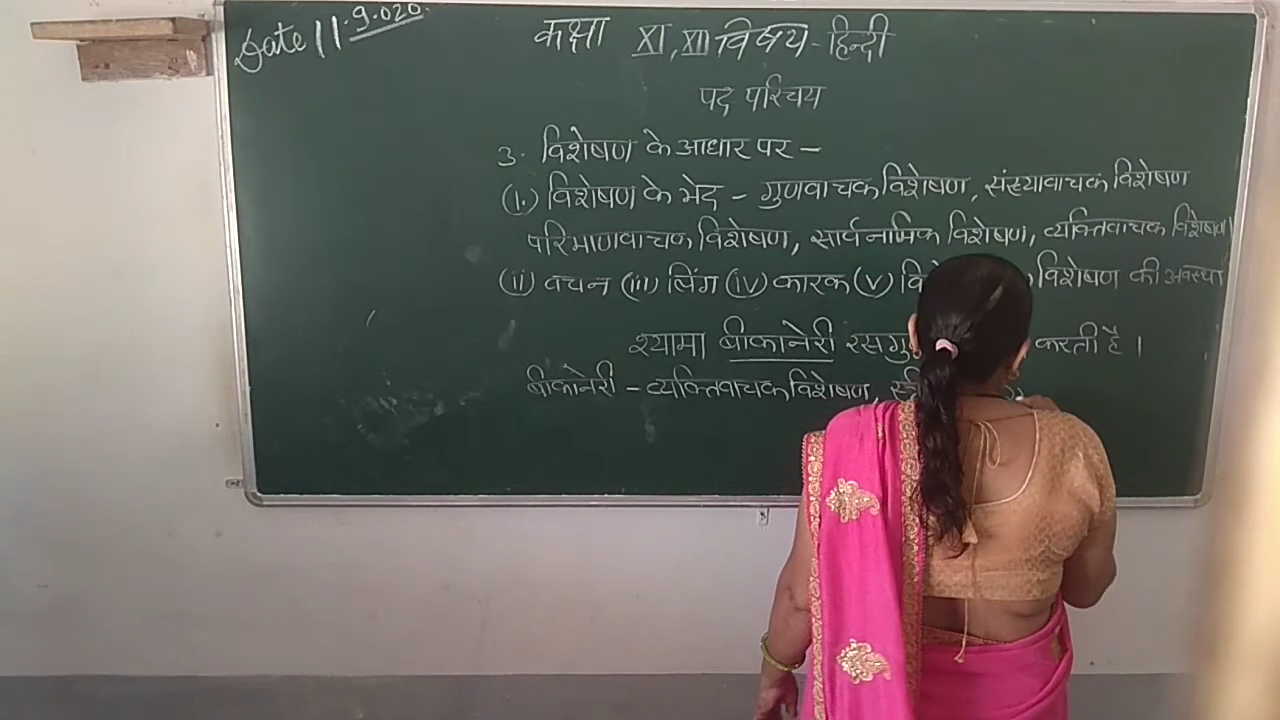 Date 11.9.020.
कक्षा XI, XII विषय - हिन्दी
पद परिचय
3. विशेषण के आधार पर –
(i.) विशेषण के भेद – गुणवाचक विशेषण, संख्यावाचक विशेषण
परिमाणवाचक विशेषण, सार्वनामिक विशेषण, व्यक्तिवाचक विशेषण।
(ii) वचन (iii) लिंग (iv) कारक (v) विशेषण की अवस्था
श्यामा बीकानेरी करती है।
बीकानेरी – व्यक्तिवाचक विशेषण,